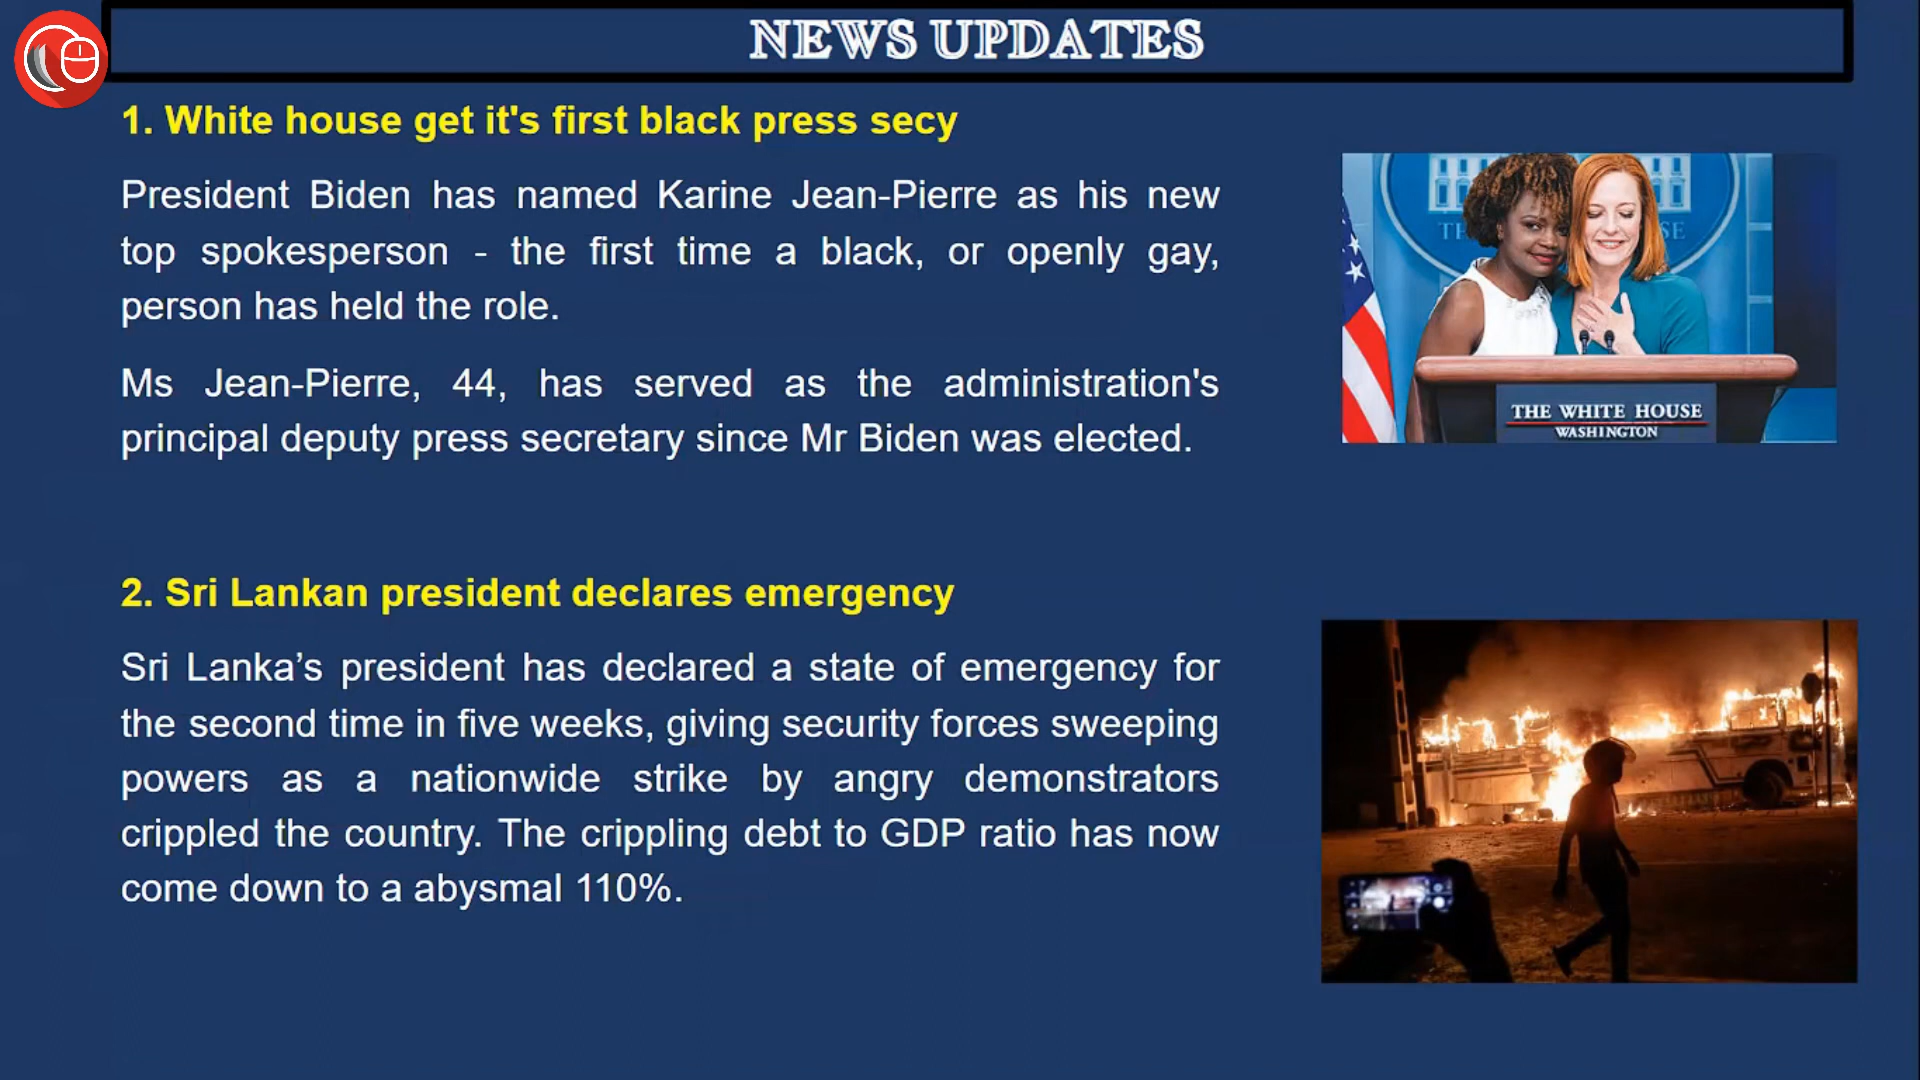 NEWS UPDATES
1. White house get it's first black press secy
President Biden has named Karine Jean-Pierre as his new
top spokesperson - the first time a black, or openly gay,
person has held the role.
Ms Jean-Pierre, 44, has served as the administration's
principal deputy press secretary since Mr Biden was elected.
TH SE
THE WHITE HOUSE
WASHINGTON
2. Sri Lankan president declares emergency
Sri Lanka’s president has declared a state of emergency for
the second time in five weeks, giving security forces sweeping
powers as a nationwide strike by angry demonstrators
crippled the country. The crippling debt to GDP ratio has now
come down to a abysmal 110%.